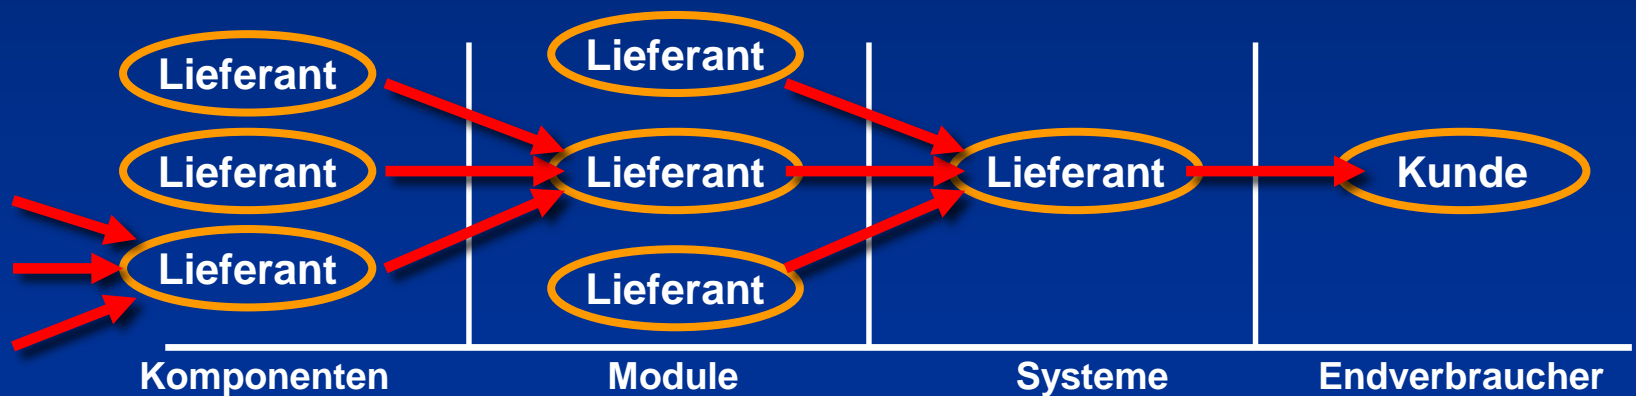 Lieferant
Lieferant
Lieferant
Lieferant
Lieferant
Lieferant
Lieferant
Kunde
Komponenten
Module
Systeme
Endverbraucher